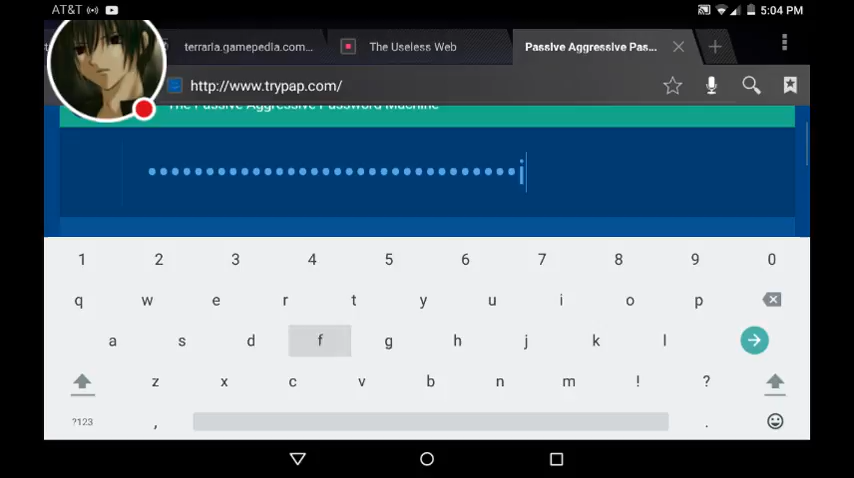 AT&T 5:04 PM
terraria.gamepedia.com... The Useless Web Passive Aggressive Pas...
http://www.trypap.com/
The Passive Aggressive Password Machine
••••••••••••••••••••••••••••••••i
1 2 3 4 5 6 7 8 9 0
q w e r t y u i o p
a s d f g h j k l
z x c v b n m ! ?
?123 , .